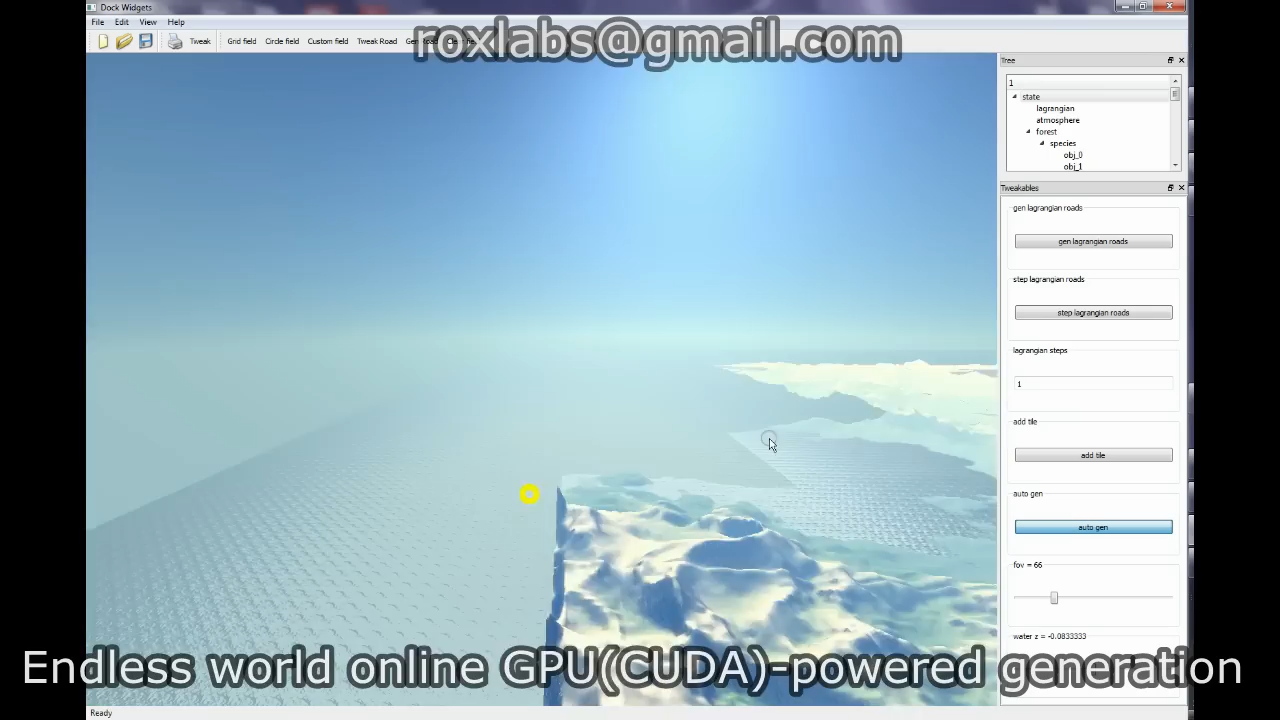 Dock Widgets
File Edit View Help
Tweak Grid field Circle field Custom field Tweak Road
roxlabs@gmail.com
Tree
1
state
lagrangian
atmosphere
forest
species
obj_0
obj_1
Tweakables
gen lagrangian roads
gen lagrangian roads
step lagrangian roads
step lagrangian roads
lagrangian steps
1
add tile
add tile
auto gen
auto gen
fov = 66
water z = -0.0833333
Endless world online GPU(CUDA)-powered generation
Ready